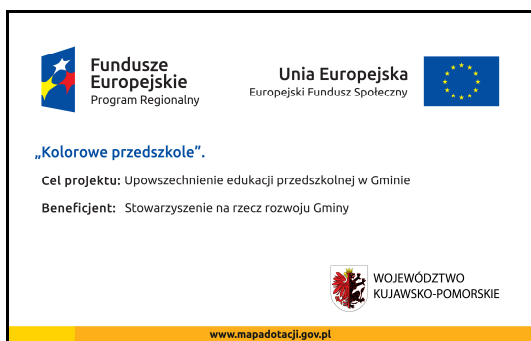 Fundusze
Europejskie
Program Regionalny
Unia Europejska
Europejski Fundusz Społeczny
„Kolorowe przedszkole”.
Cel projektu: Upowszechnienie edukacji przedszkolnej w Gminie
Beneficjent: Stowarzyszenie na rzecz rozwoju Gminy
WOJEWÓDZTWO
KUJAWSKO-POMORSKIE
www.mapadotacji.gov.pl